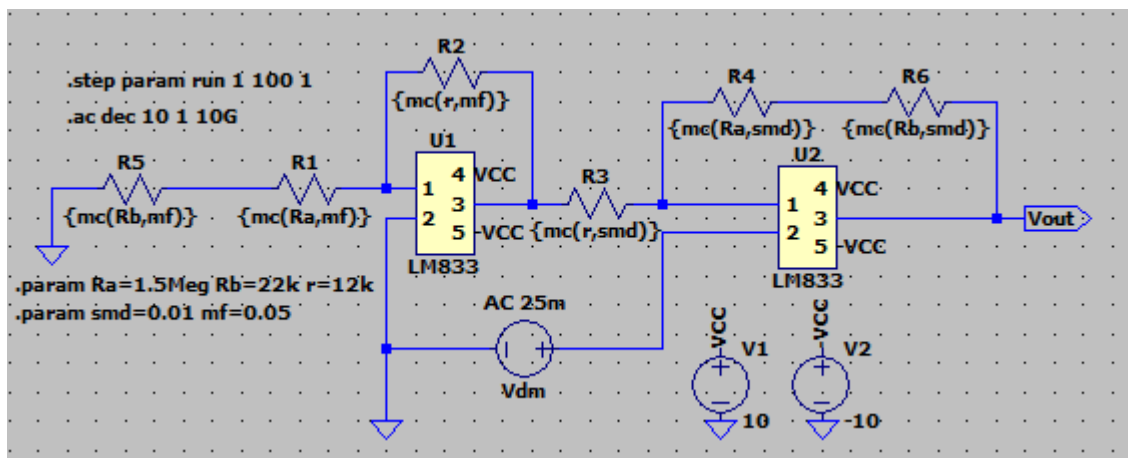 R2
.step param run 1 100 1
.ac dec 10 1 10G
{mc(r,mf)}
R4
R6
{mc(Ra,smd)}
{mc(Rb,smd)}
U1
U2
R5
R1
4
VCC
1
3
2
5
-VCC
LM833
R3
{mc(r,smd)}
4
VCC
1
3
2
5
-VCC
LM833
Vout
{mc(Rb,mf)}
{mc(Ra,mf)}
.param Ra=1.5Meg Rb=22k r=12k
.param smd=0.01 mf=0.05
AC 25m
Vdm
VCC
V1
10
-VCC
V2
-10